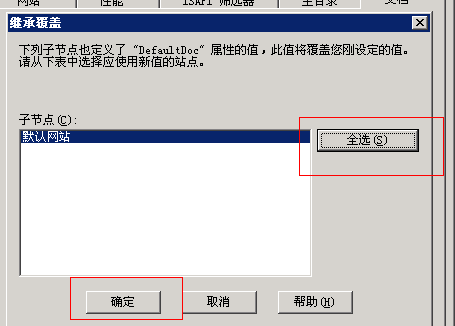 网站 性能 ISAPI 筛选器 主目录 文档
继承覆盖
下列子节点也定义了“DefaultDoc”属性的值，此值将覆盖您刚设定的值。
请从下表中选择应使用新值的站点。
子节点(C):
默认网站
全选(S)
确定 取消 帮助(H)